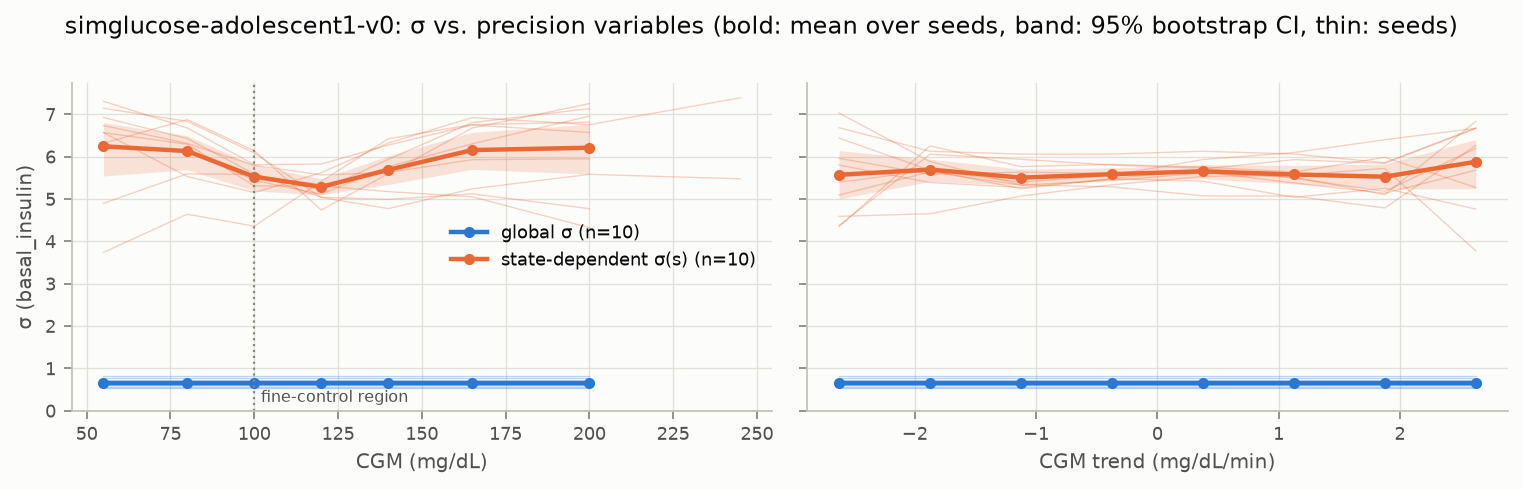 simglucose-adolescent1-v0: σ vs. precision variables (bold: mean over seeds, band: 95% bootstrap CI, thin: seeds)
σ (basal_insulin)
7
6
5
4
3
2
1
0
global σ (n=10)
state-dependent σ(s) (n=10)
fine-control region
50 75 100 125 150 175 200 225 250
CGM (mg/dL)
−2 −1 0 1 2
CGM trend (mg/dL/min)